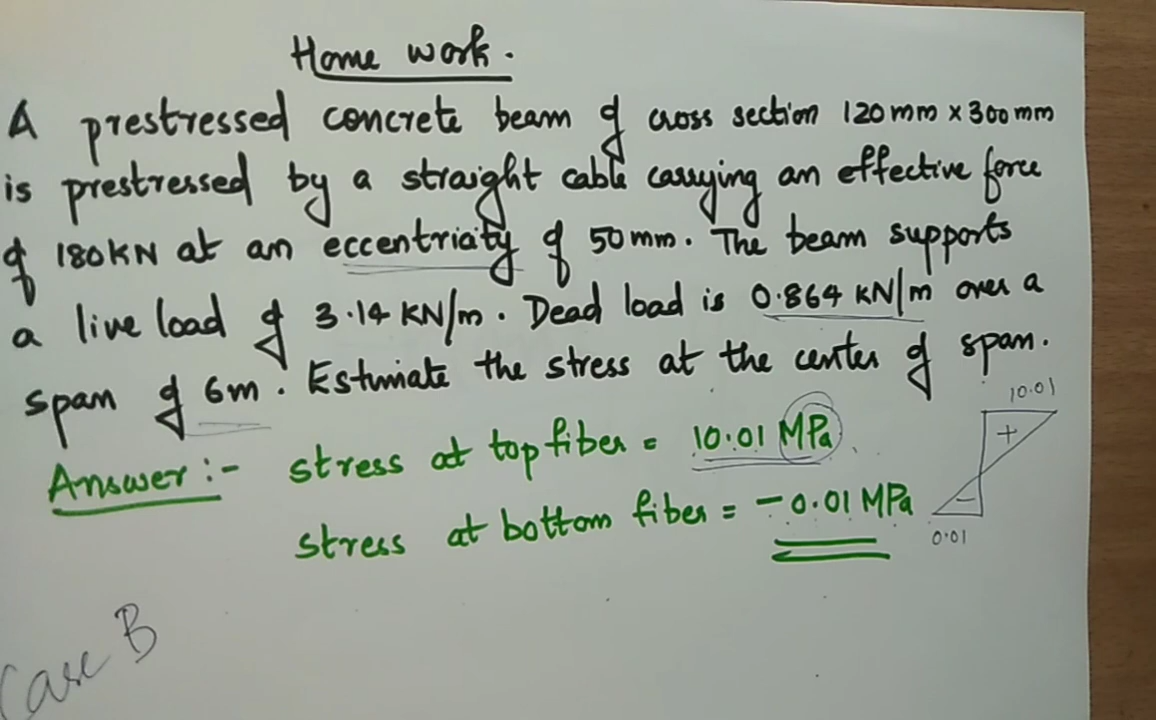 Home work.
A prestressed concrete beam of cross section 120mm x 300mm
is prestressed by a straight cable carrying an effective force
of 180KN at an eccentricity of 50mm. The beam supports
a live load of 3.14 KN/m. Dead load is 0.864 KN/m over a
span of 6m. Estimate the stress at the center of span.
10.01
+
Answer :- stress at top fiber = 10.01 MPa
stress at bottom fiber = -0.01 MPa
-
0.01
Case B